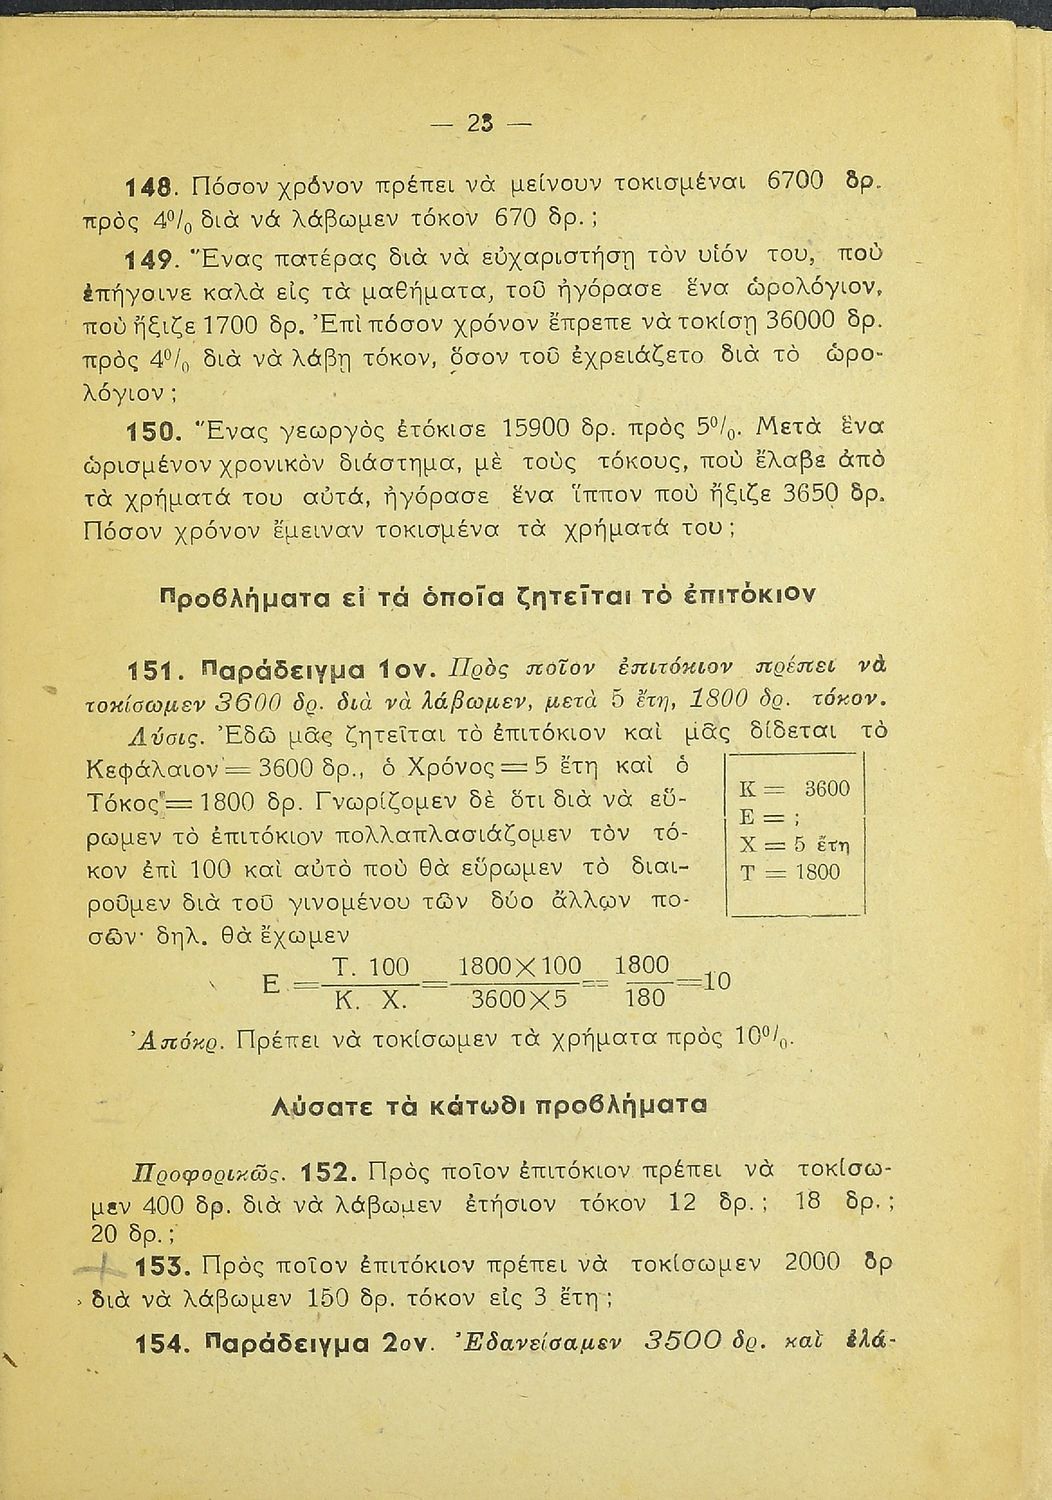 — 23 —
148. Πόσον χρόνον πρέπει νὰ μείνουν τοκισμέναι 6700 δρ.
πρὸς 4⁰/₀ διὰ νά λάβωμεν τόκον 670 δρ. ;
149. Ἕνας πατέρας διὰ νὰ εὐχαριστήσῃ τὸν υἱόν του, ποὺ
ἐπήγαινε καλὰ εἰς τὰ μαθήματα, τοῦ ἠγόρασε ἕνα ὡρολόγιον,
ποὺ ἤξιζε 1700 δρ. Ἐπὶ πόσον χρόνον ἔπρεπε νὰ τοκίσῃ 36000 δρ.
πρὸς 4⁰/₀ διὰ νὰ λάβῃ τόκον, ὅσον τοῦ ἐχρειάζετο διὰ τὸ ὡρο-
λόγιον ;
150. Ἕνας γεωργὸς ἐτόκισε 15900 δρ. πρὸς 5⁰/₀. Μετὰ ἕνα
ὡρισμένον χρονικὸν διάστημα, μὲ τοὺς τόκους, ποὺ ἔλαβε ἀπὸ
τὰ χρήματά του αὐτά, ἠγόρασε ἕνα ἵππον ποὺ ἤξιζε 3650 δρ.
Πόσον χρόνον ἔμειναν τοκισμένα τὰ χρήματά του ;
Προβλήματα εἰ τά ὁποῖα ζητεῖται τὸ ἐπιτόκιον
151. Παράδειγμα 1ον. Πρὸς ποῖον ἐπιτόκιον πρέπει νὰ
τοκίσωμεν 3600 δρ. διὰ νὰ λάβωμεν, μετὰ 5 ἔτη, 1800 δρ. τόκον.
Λύσις. Ἐδῶ μᾶς ζητεῖται τὸ ἐπιτόκιον καὶ μᾶς δίδεται τὸ
Κεφάλαιον = 3600 δρ., ὁ Χρόνος = 5 ἔτη καὶ ὁ
Τόκος = 1800 δρ. Γνωρίζομεν δὲ ὅτι διὰ νὰ εὕ-
ρωμεν τὸ ἐπιτόκιον πολλαπλασιάζομεν τὸν τό-
κον ἐπὶ 100 καὶ αὐτὸ ποὺ θὰ εὕρωμεν τὸ διαι-
ροῦμεν διὰ τοῦ γινομένου τῶν δύο ἄλλων πο-
σῶν· δηλ. θὰ ἔχωμεν
Κ = 3600
Ε = ;
Χ = 5 ἔτη
Τ = 1800
Τ. 100 1800Χ100 1800
Ε = = = =10
Κ. Χ. 3600Χ5 180
Ἀπόκρ. Πρέπει νὰ τοκίσωμεν τὰ χρήματα πρὸς 10⁰/₀.
Λύσατε τὰ κάτωθι προβλήματα
Προφορικῶς. 152. Πρὸς ποῖον ἐπιτόκιον πρέπει νὰ τοκίσω-
μεν 400 δρ. διὰ νὰ λάβωμεν ἐτήσιον τόκον 12 δρ. ; 18 δρ. ;
20 δρ. ;
153. Πρὸς ποῖον ἐπιτόκιον πρέπει νὰ τοκίσωμεν 2000 δρ
διὰ νὰ λάβωμεν 150 δρ. τόκον εἰς 3 ἔτη ;
154. Παράδειγμα 2ον. Ἐδανείσαμεν 3500 δρ. καὶ ἐλά-